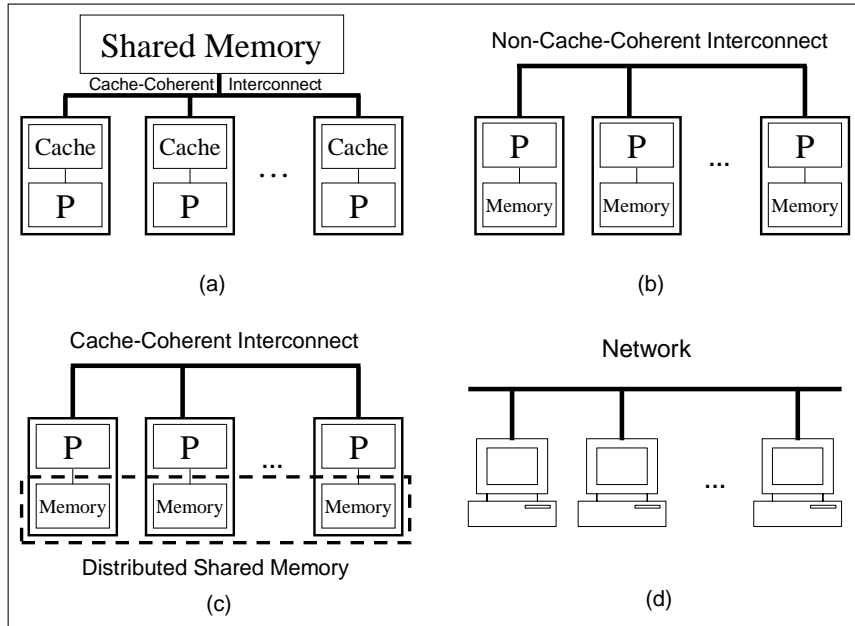 Shared Memory
Cache-Coherent Interconnect
Cache Cache Cache
...
P P P
(a)
Non-Cache-Coherent Interconnect
P P P
...
Memory Memory Memory
(b)
Cache-Coherent Interconnect
P P P
...
Memory Memory Memory
Distributed Shared Memory
(c)
Network
...
(d)